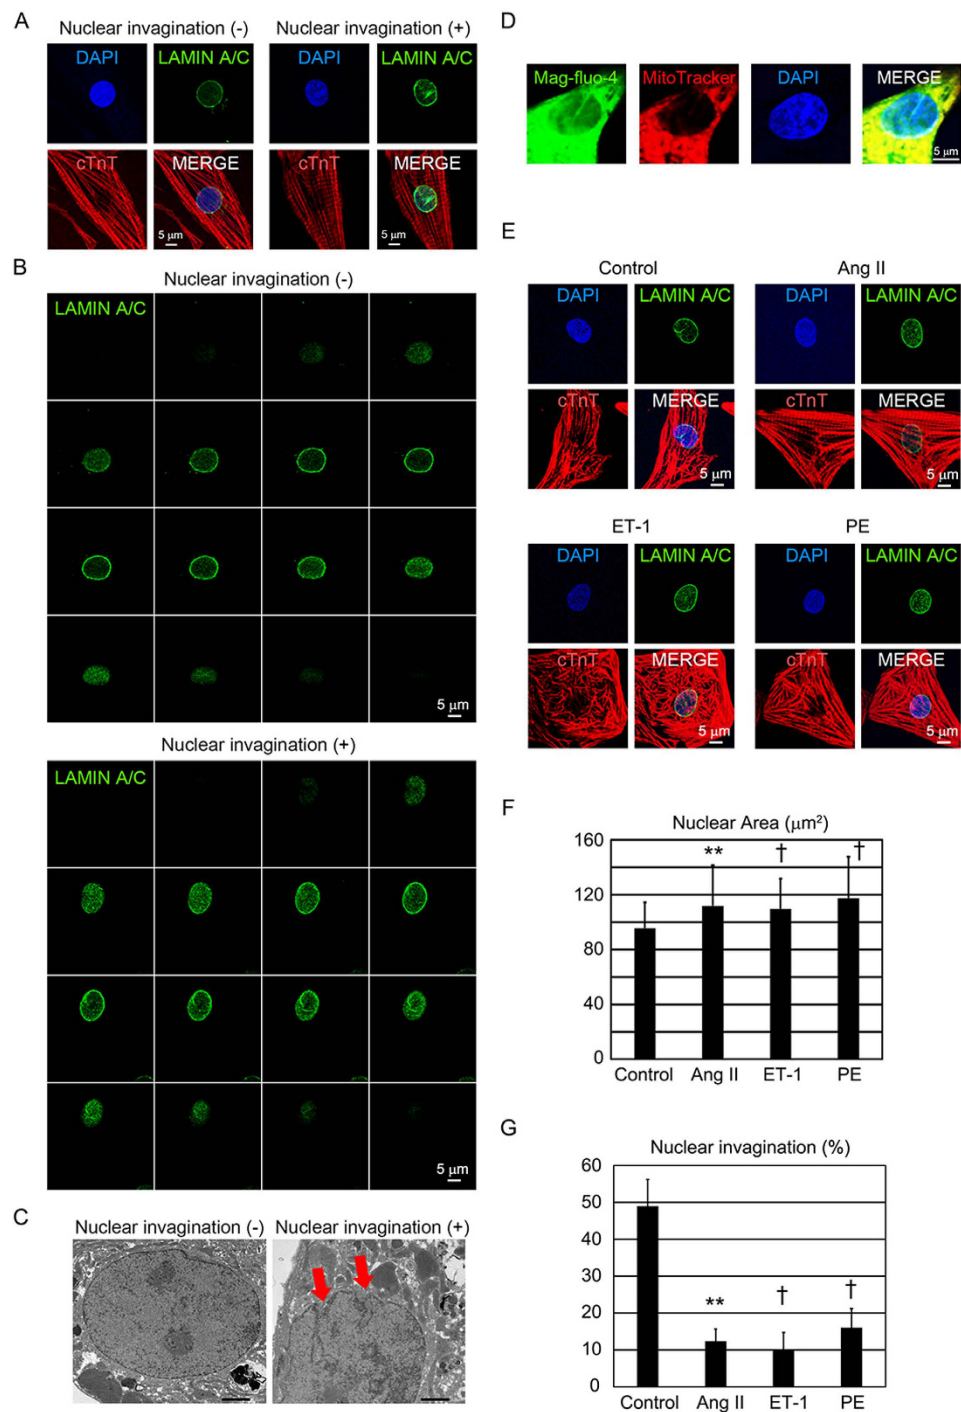 A
Nuclear invagination (-)
Nuclear invagination (+)
DAPI
LAMIN A/C
DAPI
LAMIN A/C
cTnT
MERGE
cTnT
MERGE
5 μm
5 μm
B
Nuclear invagination (-)
LAMIN A/C
5 μm
Nuclear invagination (+)
LAMIN A/C
5 μm
C
Nuclear invagination (-)
Nuclear invagination (+)
D
Mag-fluo-4
MitoTracker
DAPI
MERGE
5 μm
E
Control
Ang II
DAPI
LAMIN A/C
DAPI
LAMIN A/C
cTnT
MERGE
cTnT
MERGE
5 μm
5 μm
ET-1
PE
DAPI
LAMIN A/C
DAPI
LAMIN A/C
cTnT
MERGE
cTnT
MERGE
5 μm
5 μm
F
Nuclear Area (μm²)
160
120
80
40
0
**
†
†
Control
Ang II
ET-1
PE
G
Nuclear invagination (%)
60
50
40
30
20
10
0
**
†
†
Control
Ang II
ET-1
PE